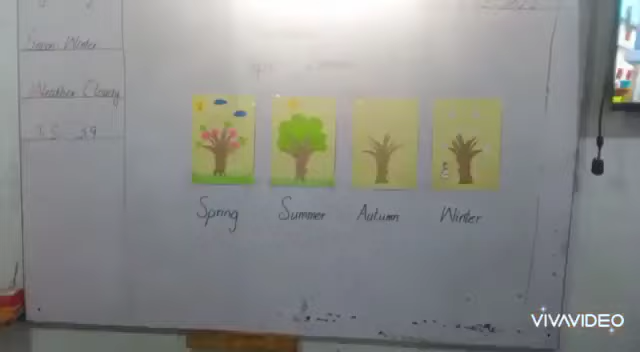 Season Winter
Weather Cloudy
Spring Summer Autumn Winter
VIVAVIDEO